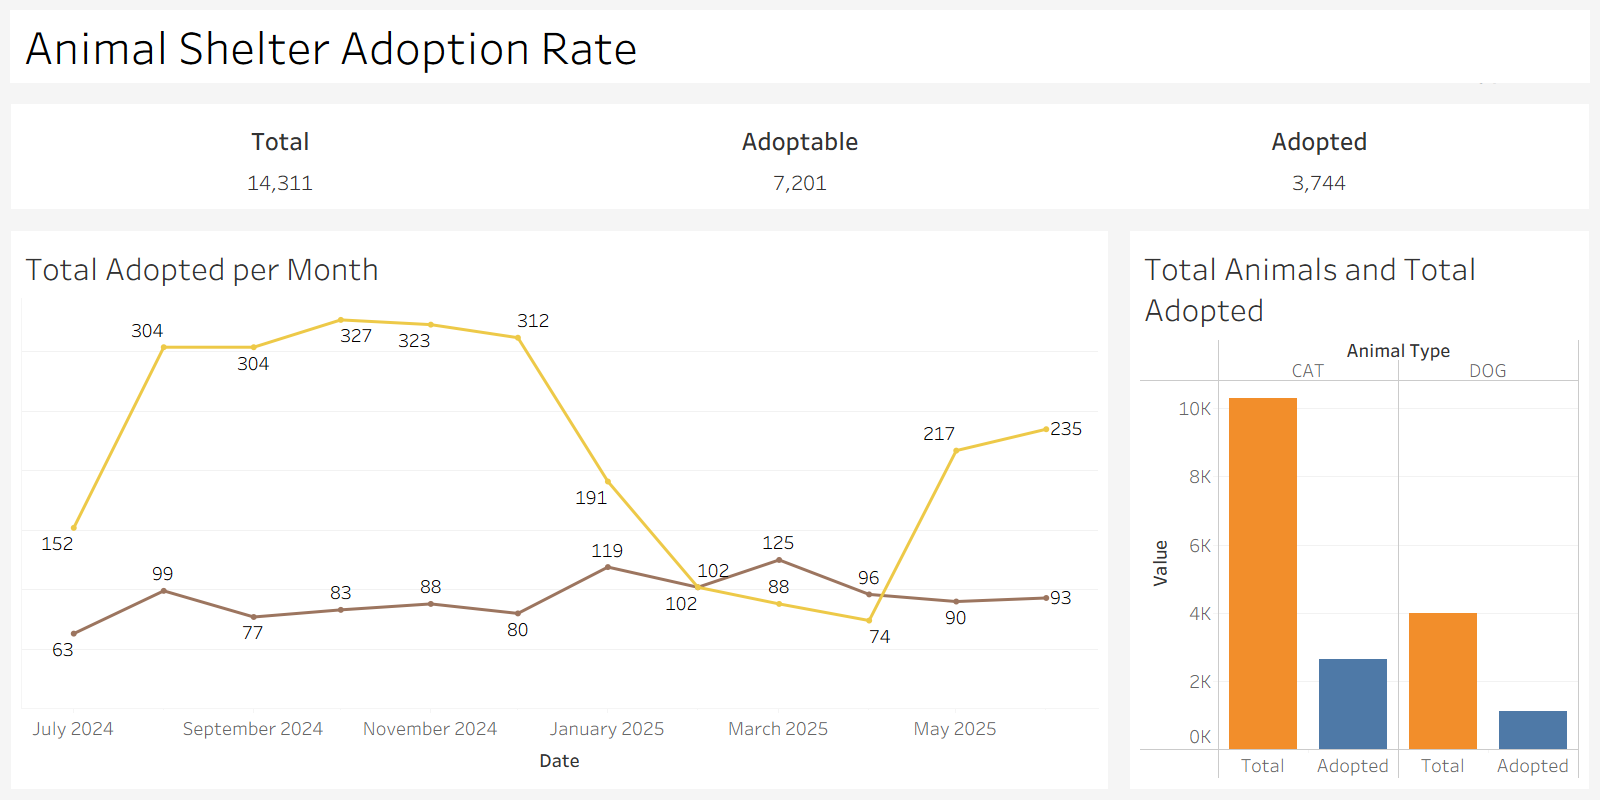 Animal Shelter Adoption Rate
Total Adoptable Adopted
14,311 7,201 3,744
Total Adopted per Month
304
304
327
323
312
152
191
217
235
99
83
88
119
102
125
88
96
63
77
80
102
74
90
93
July 2024 September 2024 November 2024 January 2025 March 2025 May 2025
Date
Total Animals and Total
Adopted
Animal Type
CAT DOG
10K
8K
6K
4K
2K
0K
Value
Total Adopted Total Adopted